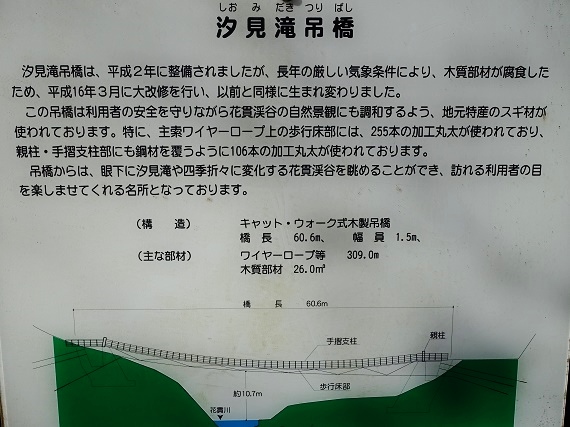 しおみだきつりばし
汐見滝吊橋
汐見滝吊橋は、平成２年に整備されましたが、長年の厳しい気象条件により、木質部材が腐食した
ため、平成16年３月に大改修を行い、以前と同様に生まれ変わりました。
この吊橋は利用者の安全を守りながら花貫渓谷の自然景観にも調和するよう、地元特産のスギ材が
使われております。特に、主索ワイヤーロープ上の歩行床部には、255本の加工丸太が使われており、
親柱・手摺支柱部にも鋼材を覆うように106本の加工丸太が使われております。
吊橋からは、眼下に汐見滝や四季折々に変化する花貫渓谷を眺めることができ、訪れる利用者の目
を楽しませてくれる名所となっております。
（構　造）　キャット・ウォーク式木製吊橋
橋 長　60.6m、　幅 員　1.5m、
（主な部材）　ワイヤーロープ等　309.0m
木質部材　26.0㎥
橋　長　60.6m
手摺支柱
親柱
歩行床部
約10.7m
花貫川